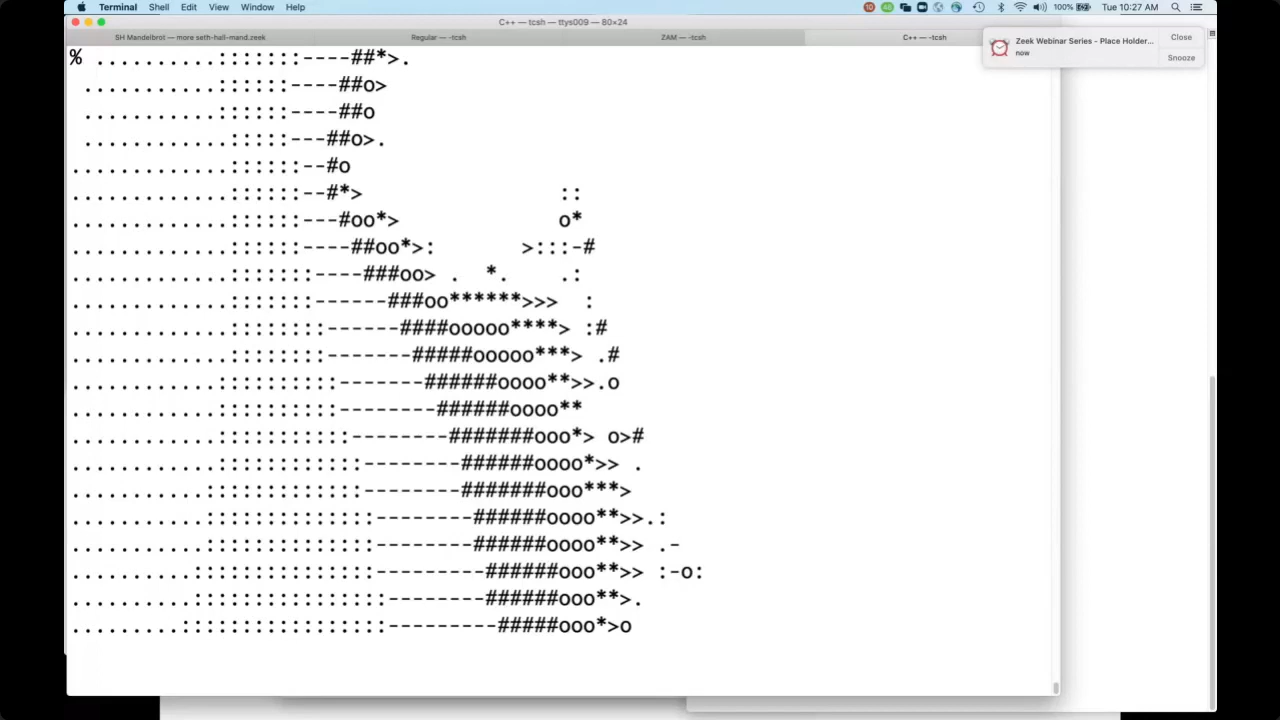 Terminal Shell Edit View Window Help 100% Tue 10:27 AM
C++ — tcsh — ttys009 — 80×24
SH Mandelbrot — more seth-hall-mand.zeek Regular — -tcsh ZAM — -tcsh C++ — -tcsh
Zeek Webinar Series - Place Holder... Close
now Snooze
% ..........:::::::----##*>.
 ...........:::::::----##o>
 ............::::::----##o
 ............:::::---##o>.
.............::::::--#o
.............::::::--#*>                 ::
.............::::::---#oo*>             o*
.............::::::----##oo*>:       >:::-#
.............:::::::----###oo> .  *.    .:
.............:::::::------###oo******>>>  :
.............::::::::------####ooooo****> :#
.............::::::::-------#####ooooo***> .#
............::::::::::-------######oooo**>>.o
............::::::::::--------######oooo**
............:::::::::::--------#######ooo*> o>#
............::::::::::::--------######oooo*>> .
...........:::::::::::::--------#######ooo***>
...........::::::::::::::--------######oooo**>>.:
...........::::::::::::::--------######oooo**>> .-
..........:::::::::::::::---------######ooo**>> :-o:
..........::::::::::::::::--------######ooo**>.
.........:::::::::::::::::---------#####ooo*>o